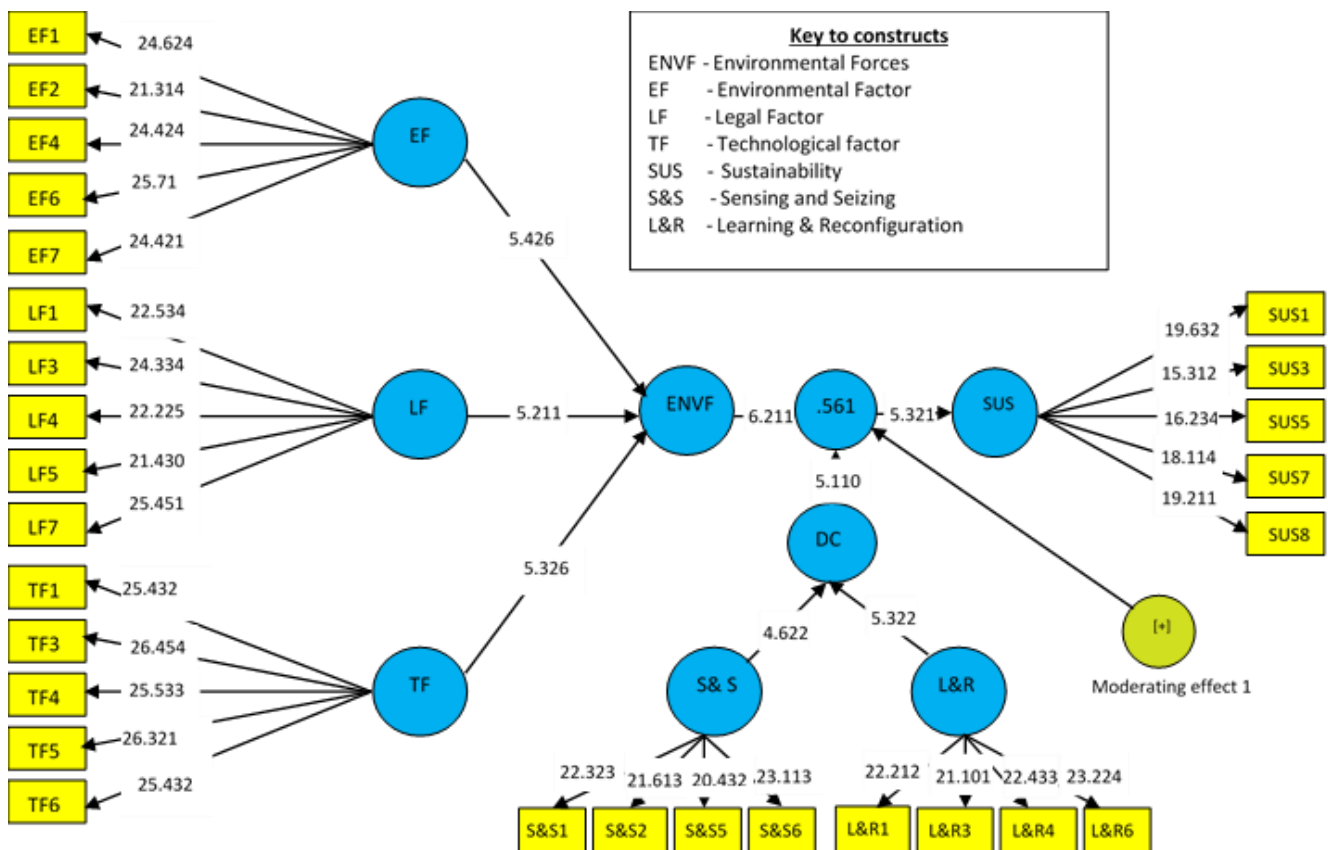 Key to constructs
ENVF - Environmental Forces
EF - Environmental Factor
LF - Legal Factor
TF - Technological factor
SUS - Sustainability
S&S - Sensing and Seizing
L&R - Learning & Reconfiguration
EF1
24.624
EF2
21.314
EF4
24.424
EF6
25.71
EF7
24.421
EF
5.426
LF1
22.534
LF3
24.334
LF4
22.225
LF5
21.430
LF7
25.451
LF
5.211
TF1
25.432
TF3
26.454
TF4
25.533
TF5
26.321
TF6
25.432
TF
5.326
ENVF
6.211
.561
5.321
SUS
19.632
SUS1
15.312
SUS3
16.234
SUS5
18.114
SUS7
19.211
SUS8
5.110
DC
4.622
5.322
S& S
L&R
[+]
Moderating effect 1
22.323
21.613
20.432
23.113
22.212
21.101
22.433
23.224
S&S1
S&S2
S&S5
S&S6
L&R1
L&R3
L&R4
L&R6